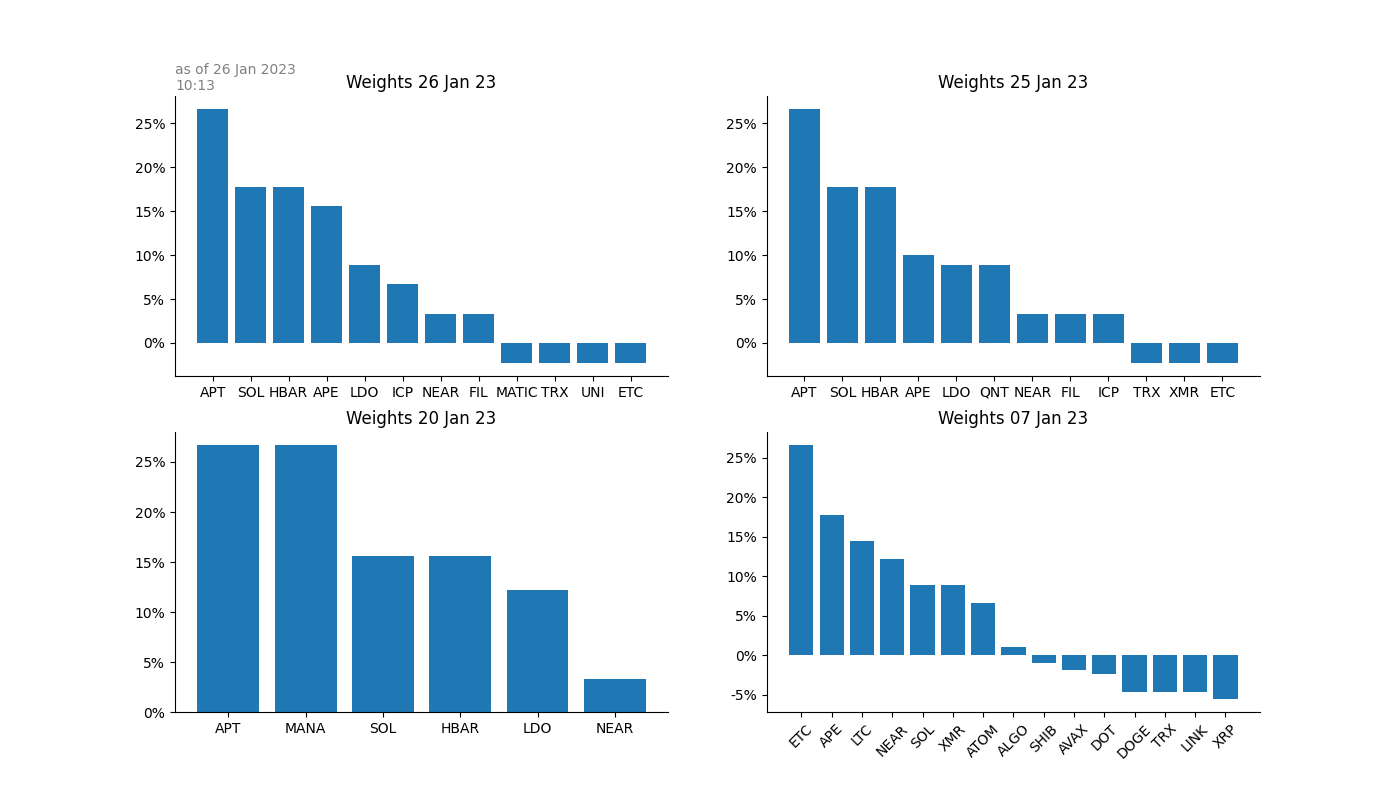 as of 26 Jan 2023
10:13
Weights 26 Jan 23
25%
20%
15%
10%
5%
0%
APT SOL HBAR APE LDO ICP NEAR FIL MATIC TRX UNI ETC
Weights 25 Jan 23
25%
20%
15%
10%
5%
0%
APT SOL HBAR APE LDO QNT NEAR FIL ICP TRX XMR ETC
Weights 20 Jan 23
25%
20%
15%
10%
5%
0%
APT MANA SOL HBAR LDO NEAR
Weights 07 Jan 23
25%
20%
15%
10%
5%
0%
-5%
ETC APE LTC NEAR SOL XMR ATOM ALGO SHIB AVAX DOT DOGE TRX LINK XRP